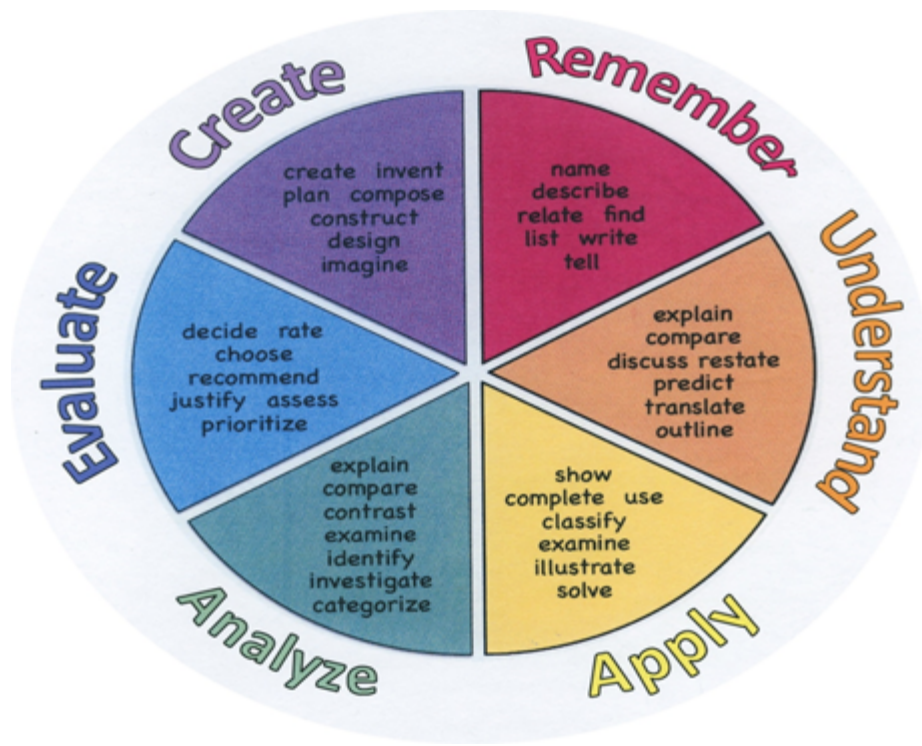 Remember
name
describe
relate find
list write
tell
Understand
explain
compare
discuss restate
predict
translate
outline
Apply
show
complete use
classify
examine
illustrate
solve
Analyze
explain
compare
contrast
examine
identify
investigate
categorize
Evaluate
decide rate
choose
recommend
justify assess
prioritize
Create
create invent
plan compose
construct
design
imagine